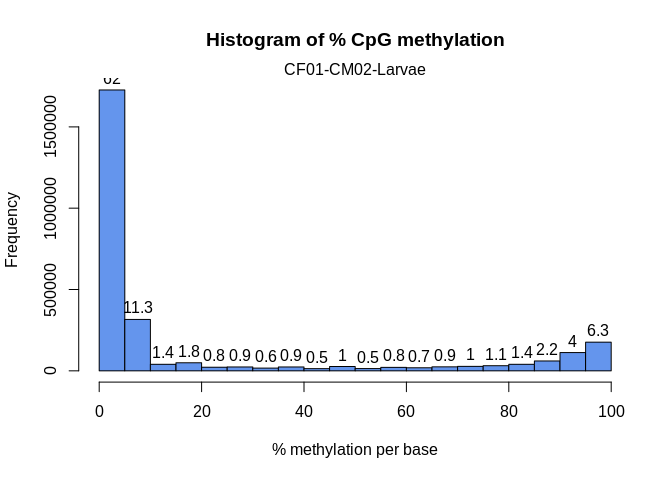 Histogram of % CpG methylation
CF01-CM02-Larvae
62
11.3 1.4 1.8 0.8 0.9 0.6 0.9 0.5 1 0.5 0.8 0.7 0.9 1 1.1 1.4 2.2 4 6.3
Frequency
1500000
1000000
500000
0
0 20 40 60 80 100
% methylation per base